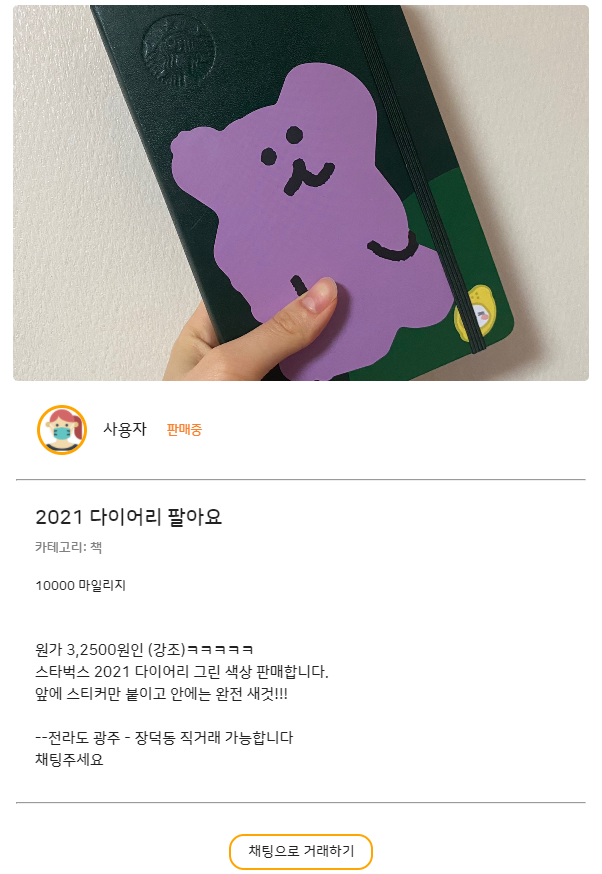 사용자 판매중
2021 다이어리 팔아요
카테고리: 책
10000 마일리지
원가 3,2500원인 (강조)ㅋㅋㅋㅋㅋ
스타벅스 2021 다이어리 그린 색상 판매합니다.
앞에 스티커만 붙이고 안에는 완전 새것!!!
--전라도 광주 - 장덕동 직거래 가능합니다
채팅주세요
채팅으로 거래하기